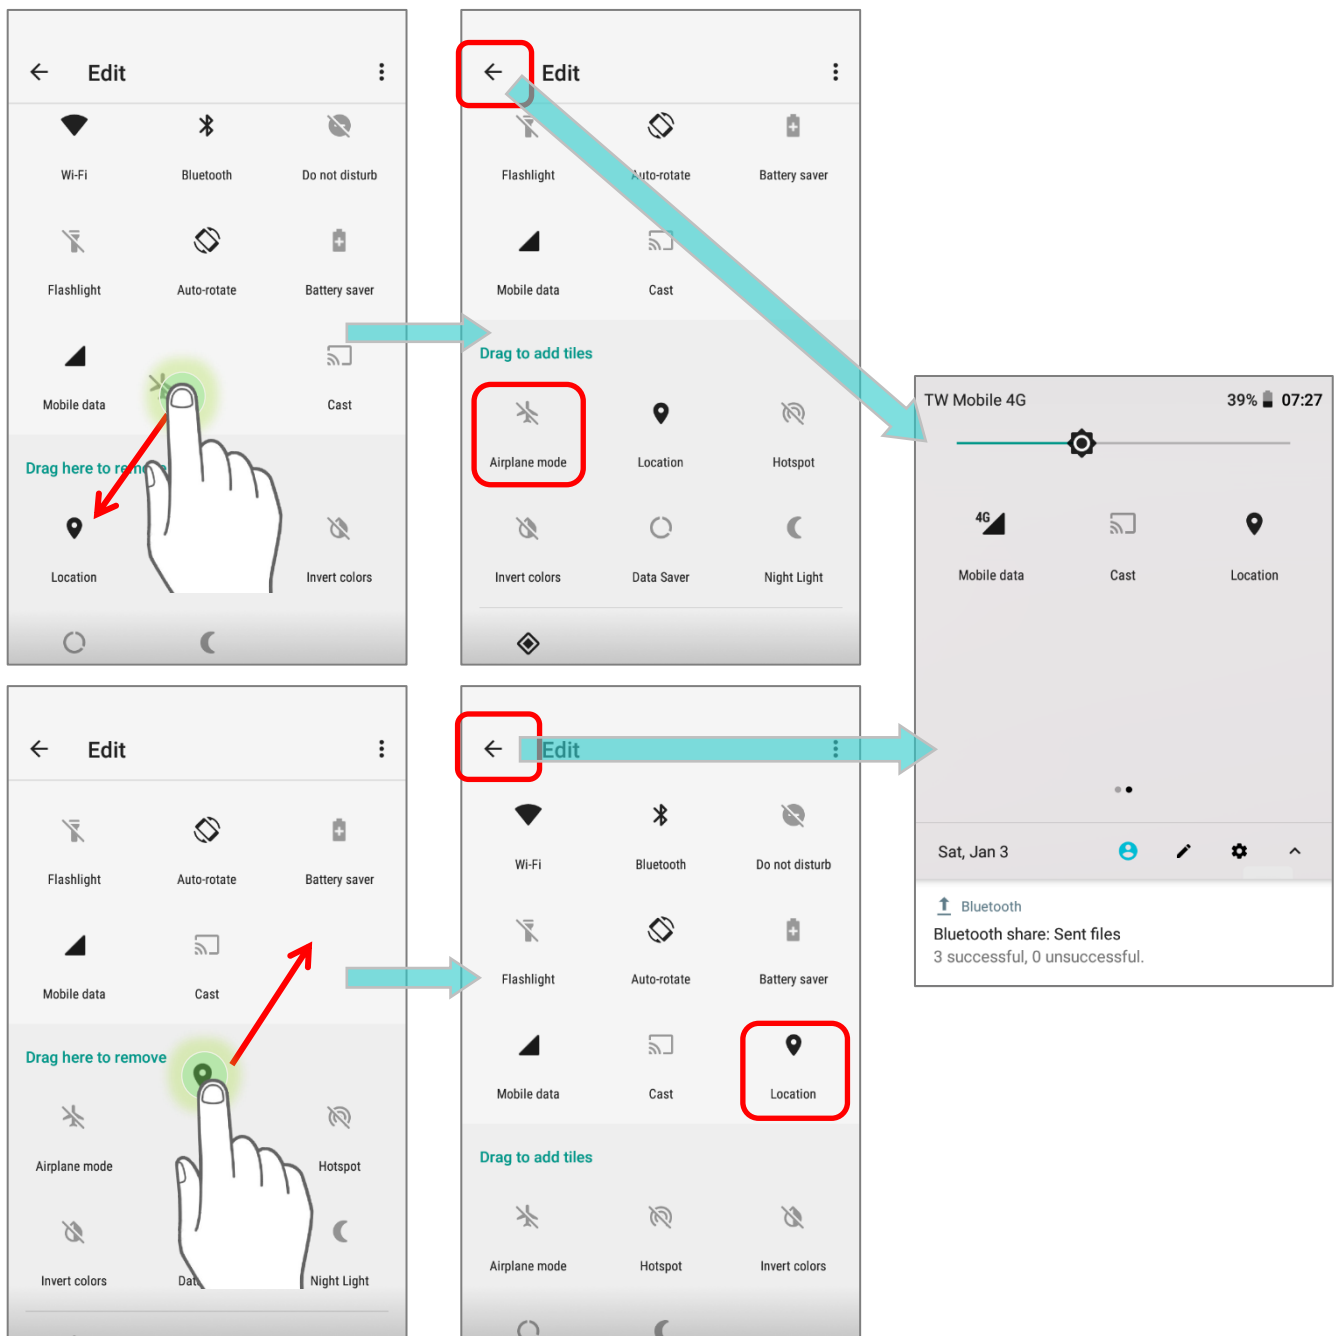 Edit
Wi-Fi
Bluetooth
Do not disturb
Flashlight
Auto-rotate
Battery saver
Mobile data
Cast
Drag here to remove
Location
Invert colors
Edit
Flashlight
Auto-rotate
Battery saver
Mobile data
Cast
Drag to add tiles
Airplane mode
Location
Hotspot
Invert colors
Data Saver
Night Light
TW Mobile 4G
39% 07:27
4G
Mobile data
Cast
Location
Sat, Jan 3
Bluetooth
Bluetooth share: Sent files
3 successful, 0 unsuccessful.
Edit
Flashlight
Auto-rotate
Battery saver
Mobile data
Cast
Drag here to remove
Airplane mode
Hotspot
Invert colors
Dat
Night Light
Edit
Wi-Fi
Bluetooth
Do not disturb
Flashlight
Auto-rotate
Battery saver
Mobile data
Cast
Location
Drag to add tiles
Airplane mode
Hotspot
Invert colors